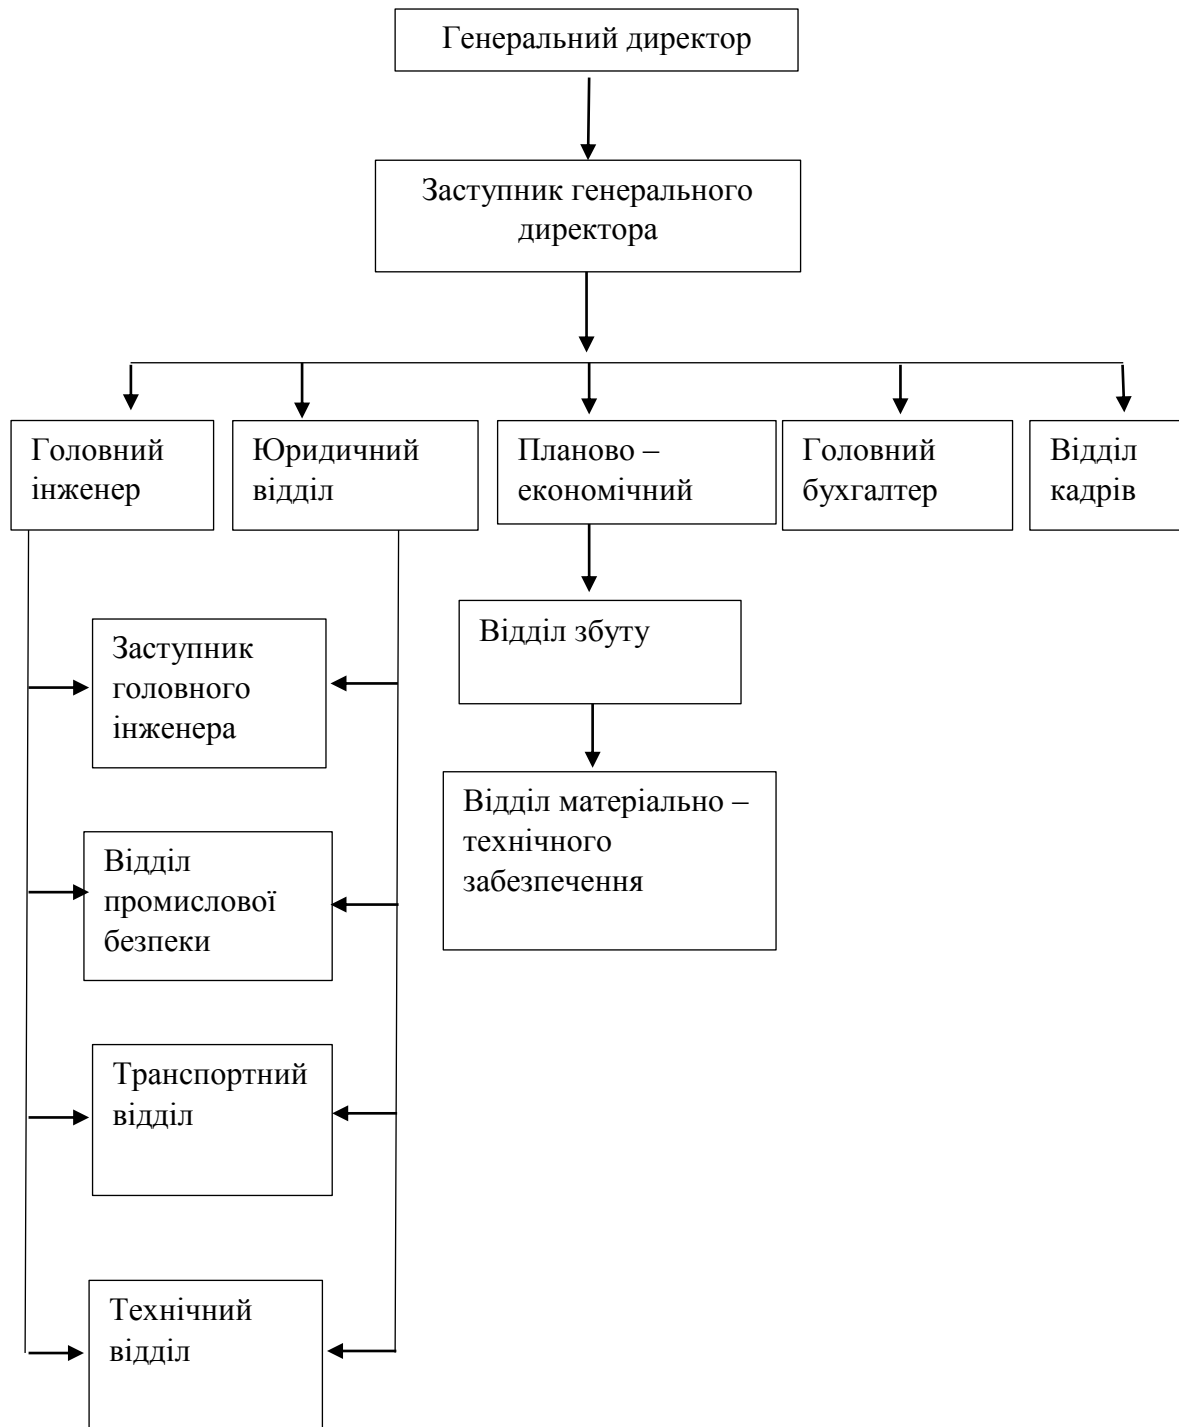 Генеральний директор
Заступник генерального
директора
Головний
інженер
Юридичний
відділ
Планово –
економічний
Головний
бухгалтер
Відділ
кадрів
Заступник
головного
інженера
Відділ збуту
Відділ матеріально –
технічного
забезпечення
Відділ
промислової
безпеки
Транспортний
відділ
Технічний
відділ